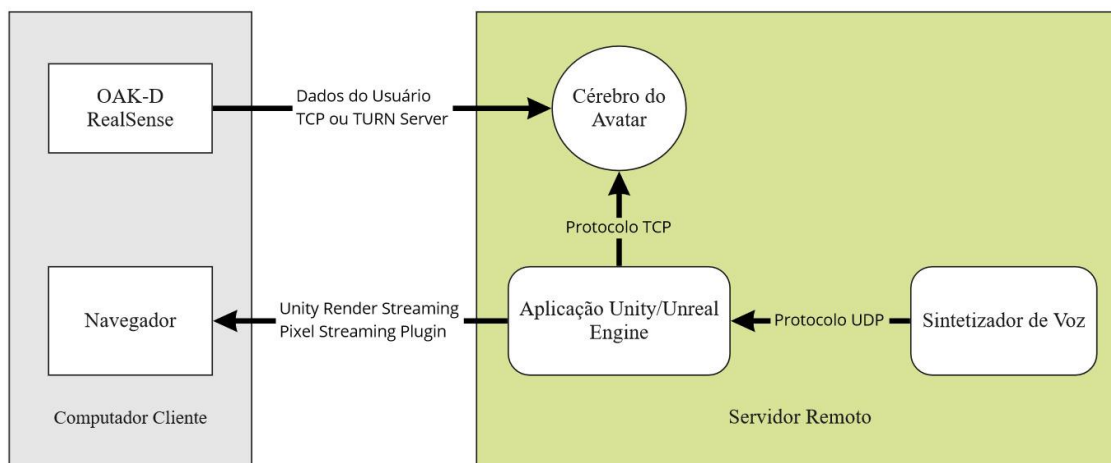 OAK-D
RealSense
Dados do Usuário
TCP ou TURN Server
Cérebro do
Avatar
Protocolo TCP
Navegador
Unity Render Streaming
Pixel Streaming Plugin
Aplicação Unity/Unreal
Engine
Protocolo UDP
Sintetizador de Voz
Computador Cliente
Servidor Remoto